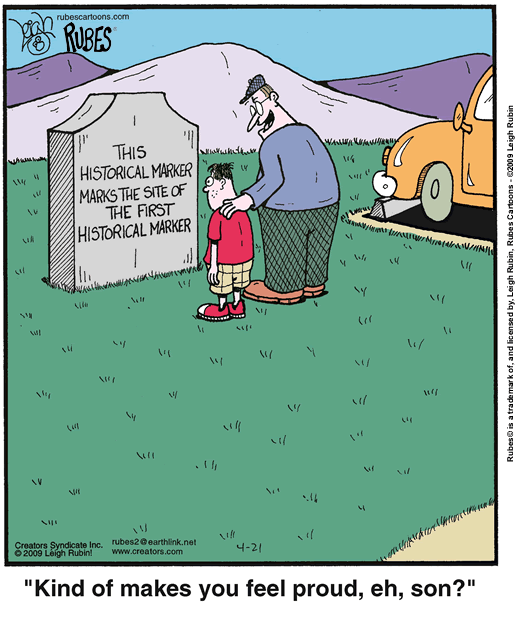 rubescartoons.com
Leigh
RUBES®
THIS
HISTORICAL MARKER
MARKS THE SITE OF
THE FIRST
HISTORICAL MARKER
Creators Syndicate Inc.
© 2009 Leigh Rubin!
rubes2@earthlink.net
www.creators.com
4-21
Rubes© is a trademark of, and licensed by, Leigh Rubin, Rubes Cartoons - ©2009 Leigh Rubin
"Kind of makes you feel proud, eh, son?"